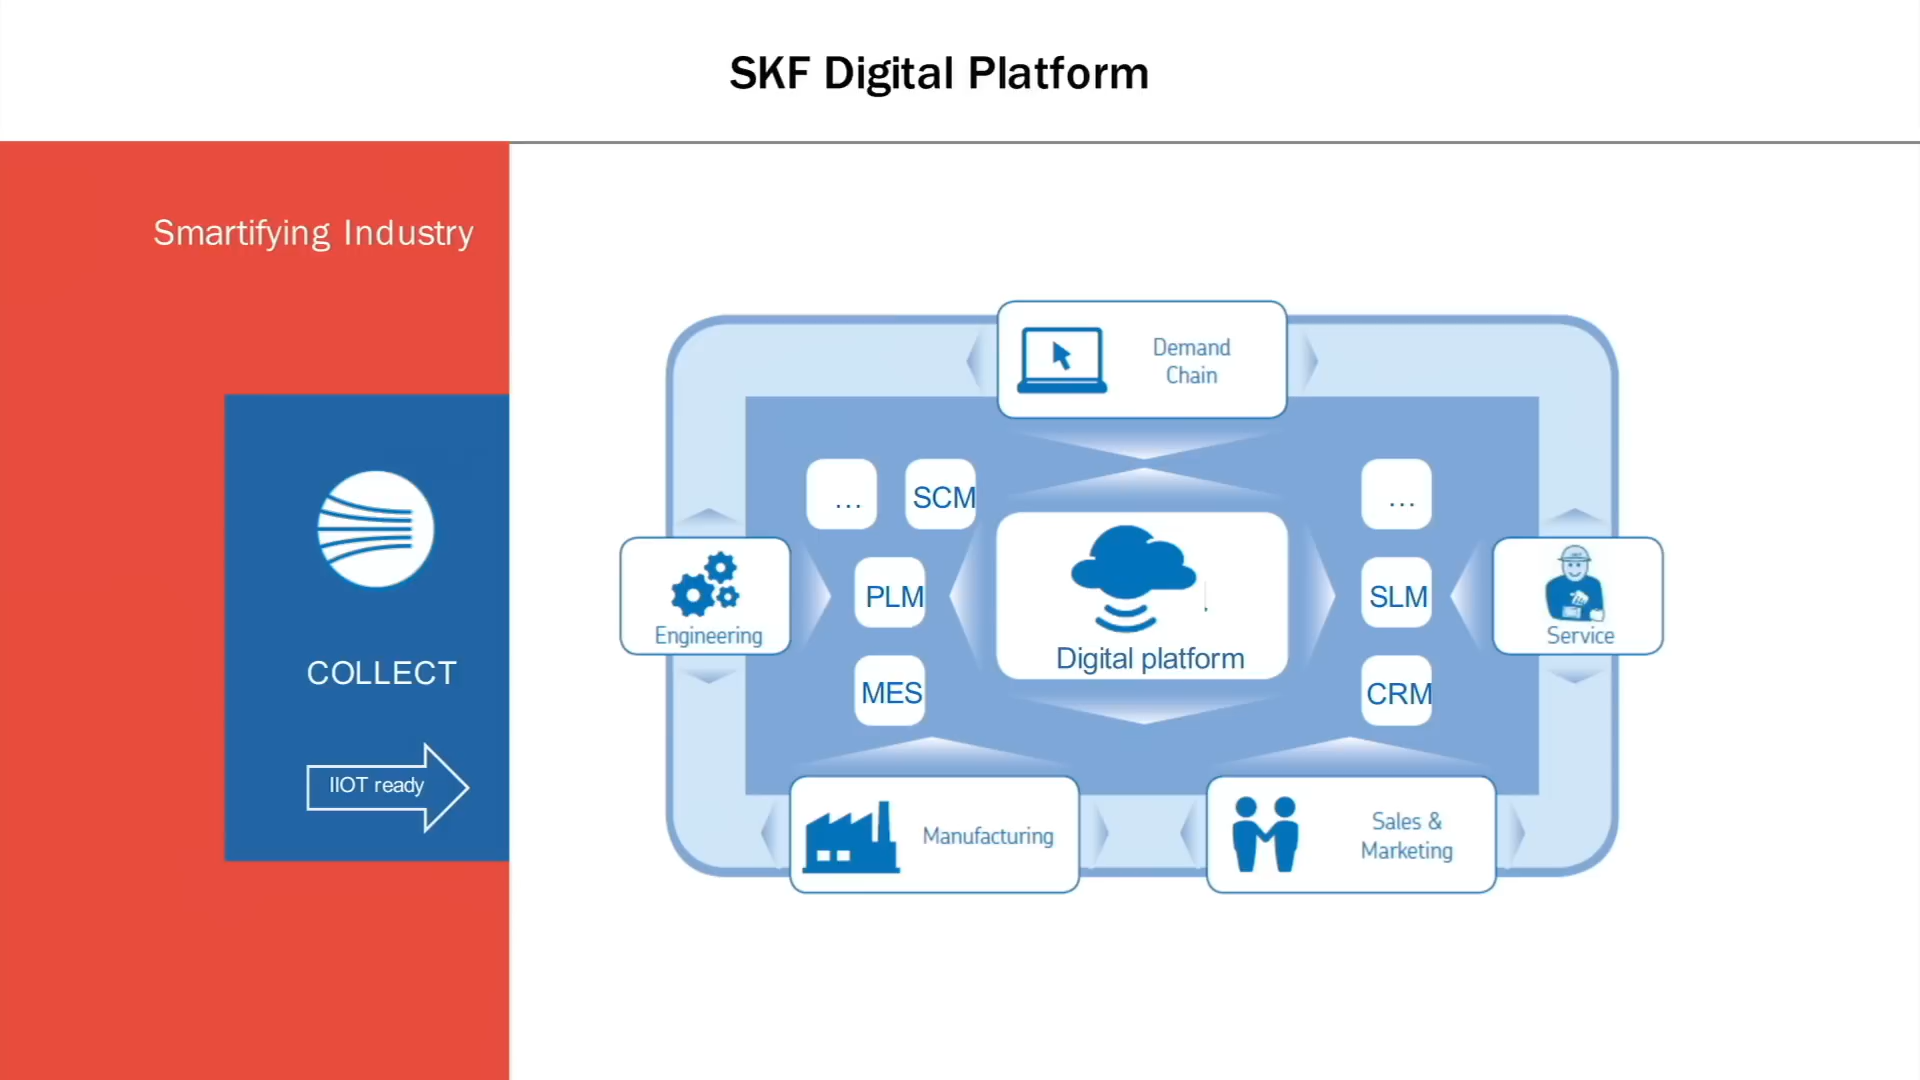 SKF Digital Platform
Smartifying Industry
COLLECT
IIOT ready
Demand
Chain
...
SCM
...
Engineering
PLM
Digital platform
SLM
Service
MES
CRM
Manufacturing
Sales &
Marketing